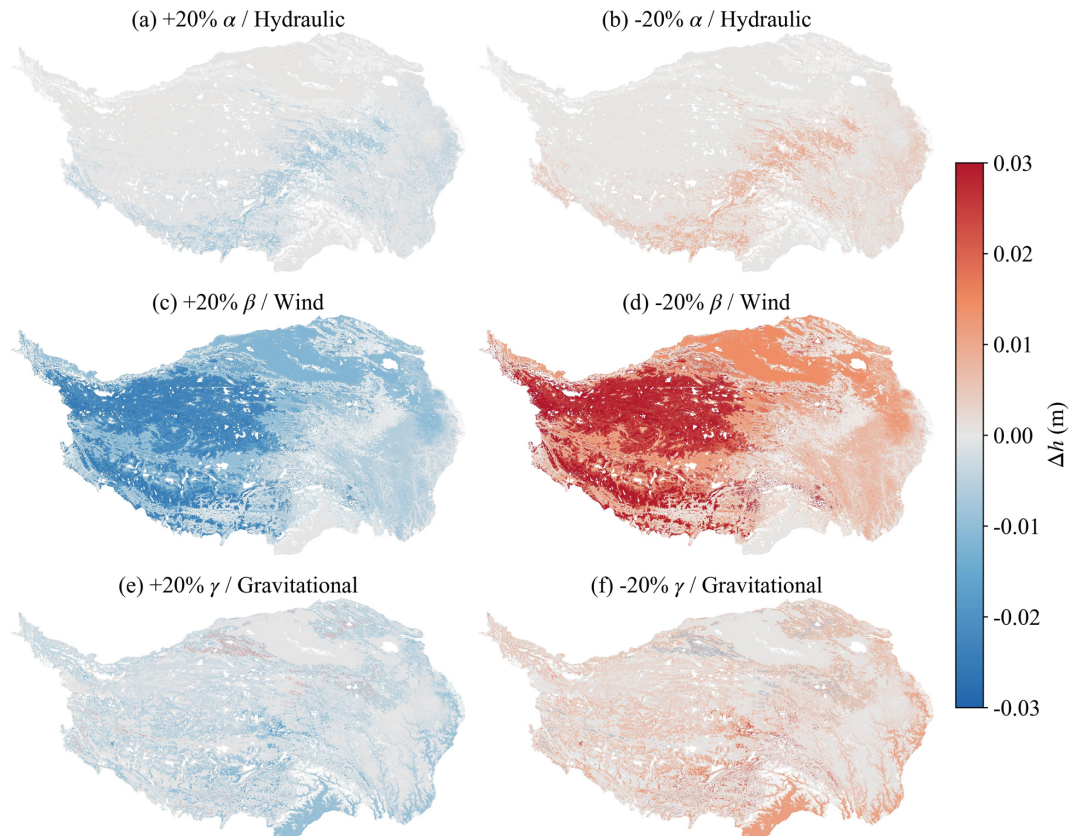 (a) +20% α / Hydraulic
(b) -20% α / Hydraulic
(c) +20% β / Wind
(d) -20% β / Wind
(e) +20% γ / Gravitational
(f) -20% γ / Gravitational
0.03
0.02
0.01
0.00
-0.01
-0.02
-0.03
Δh (m)